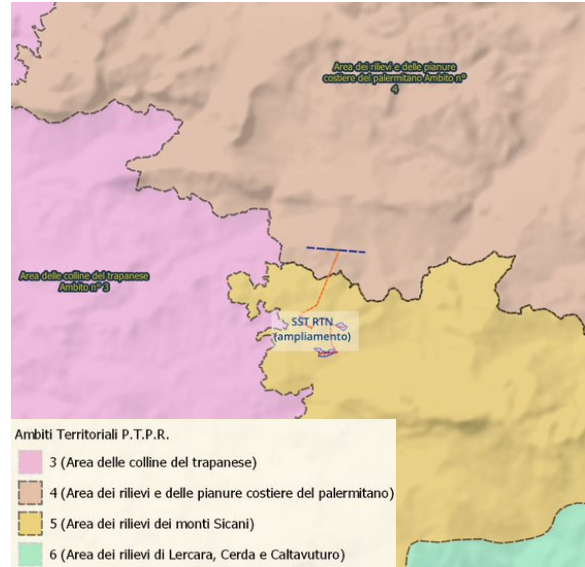 Area dei rilievi e delle pianure
costiere del palermitano Ambito n°
4
Area delle colline del trapanese
Ambito n° 3
SST RTN
(ampliamento)
Ambiti Territoriali P.T.P.R.
3 (Area delle colline del trapanese)
4 (Area dei rilievi e delle pianure costiere del palermitano)
5 (Area dei rilievi dei monti Sicani)
6 (Area dei rilievi di Lercara, Cerda e Caltavuturo)